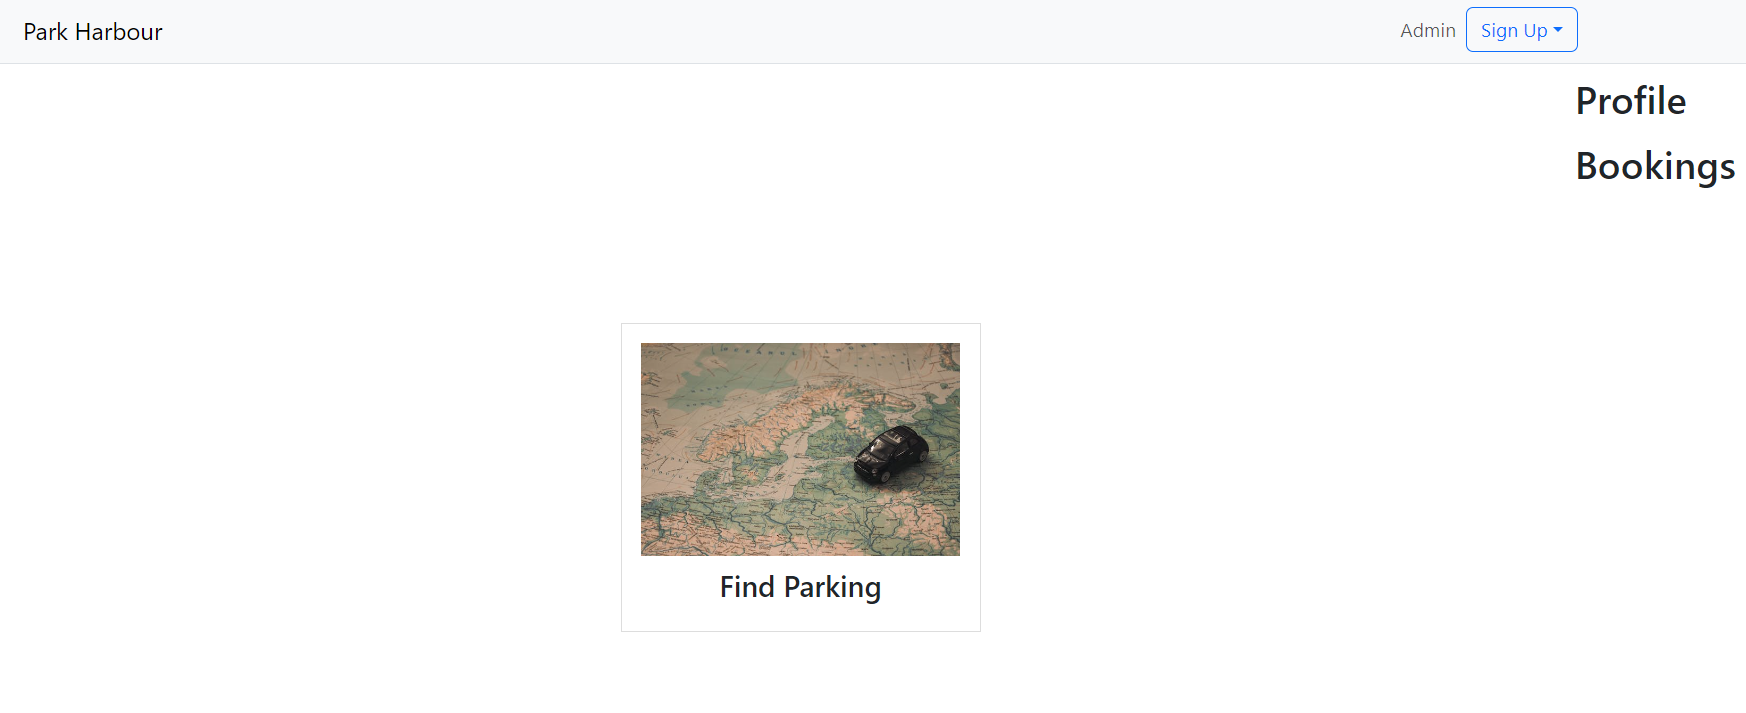 Park Harbour
Admin
Sign Up
Profile
Bookings
Find Parking